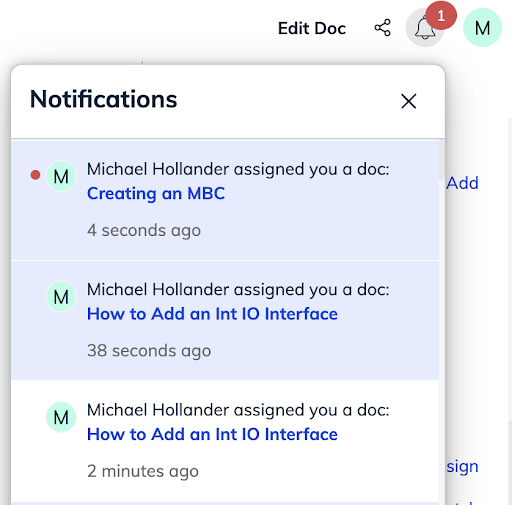 Edit Doc
1
M
Notifications
M
Michael Hollander assigned you a doc:
Creating an MBC
4 seconds ago
Add
M
Michael Hollander assigned you a doc:
How to Add an Int IO Interface
38 seconds ago
M
Michael Hollander assigned you a doc:
How to Add an Int IO Interface
2 minutes ago
sign